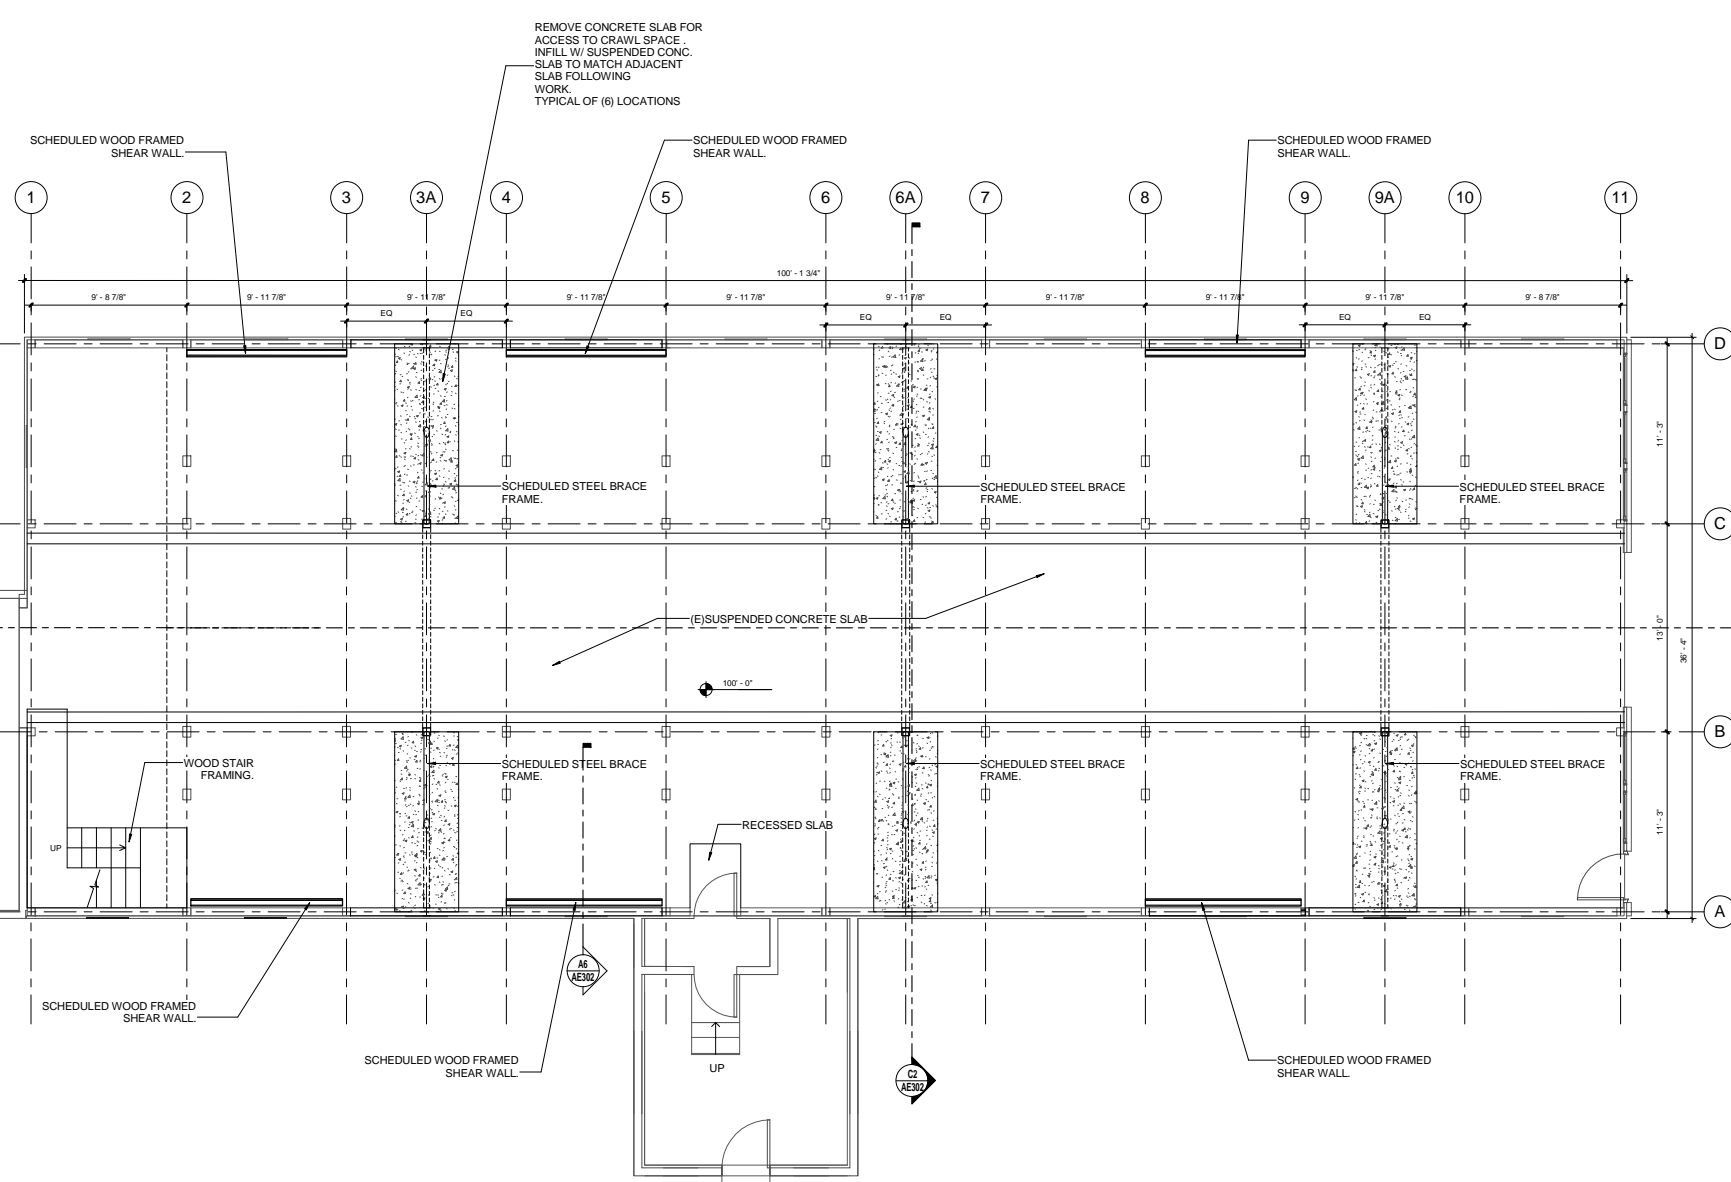 REMOVE CONCRETE SLAB FOR
ACCESS TO CRAWL SPACE .
INFILL W/ SUSPENDED CONC.
SLAB TO MATCH ADJACENT
SLAB FOLLOWING
WORK.
TYPICAL OF (6) LOCATIONS
SCHEDULED WOOD FRAMED
SHEAR WALL.
SCHEDULED WOOD FRAMED
SHEAR WALL.
SCHEDULED WOOD FRAMED
SHEAR WALL.
1 2 3 3A 4 5 6 6A 7 8 9 9A 10 11
100' - 1 3/4"
9' - 8 7/8" 9' - 11 7/8" 9' - 11 7/8" 9' - 11 7/8" 9' - 11 7/8" 9' - 11 7/8" 9' - 11 7/8" 9' - 11 7/8" 9' - 11 7/8" 9' - 8 7/8"
EQ EQ EQ EQ EQ EQ
D
11' - 3"
SCHEDULED STEEL BRACE
FRAME.
SCHEDULED STEEL BRACE
FRAME.
SCHEDULED STEEL BRACE
FRAME.
C
(E)SUSPENDED CONCRETE SLAB
13' - 0"
36' - 4"
100' - 0"
B
WOOD STAIR
FRAMING.
SCHEDULED STEEL BRACE
FRAME.
SCHEDULED STEEL BRACE
FRAME.
SCHEDULED STEEL BRACE
FRAME.
RECESSED SLAB
11' - 3"
UP
A
A6
AE302
SCHEDULED WOOD FRAMED
SHEAR WALL.
SCHEDULED WOOD FRAMED
SHEAR WALL.
UP
C2
AE302
SCHEDULED WOOD FRAMED
SHEAR WALL.